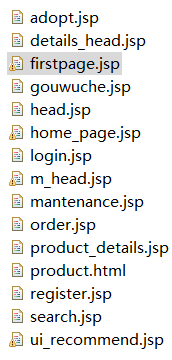 adopt.jsp
details_head.jsp
firstpage.jsp
gouwuche.jsp
head.jsp
home_page.jsp
login.jsp
m_head.jsp
mantenance.jsp
order.jsp
product_details.jsp
product.html
register.jsp
search.jsp
ui_recommend.jsp